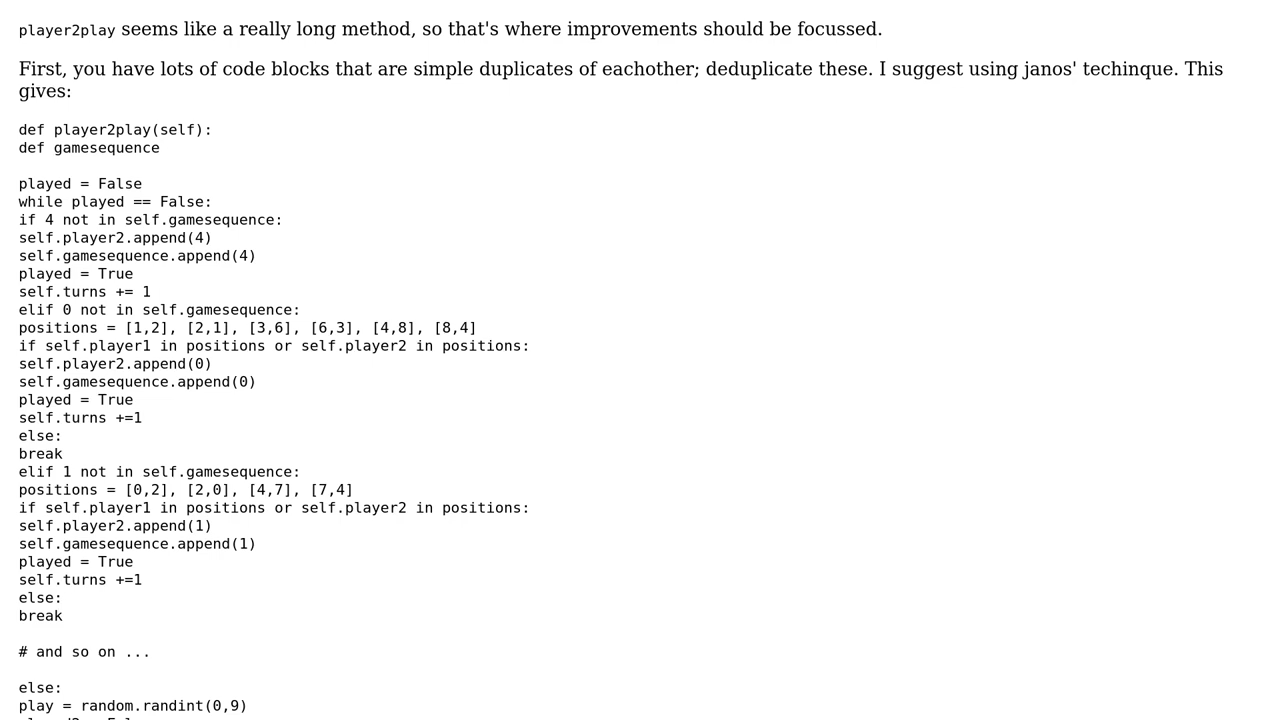 player2play seems like a really long method, so that's where improvements should be focussed.
First, you have lots of code blocks that are simple duplicates of eachother; deduplicate these. I suggest using janos' techinque. This
gives:
def player2play(self):
def gamesequence
played = False
while played == False:
if 4 not in self.gamesequence:
self.player2.append(4)
self.gamesequence.append(4)
played = True
self.turns += 1
elif 0 not in self.gamesequence:
positions = [1,2], [2,1], [3,6], [6,3], [4,8], [8,4]
if self.player1 in positions or self.player2 in positions:
self.player2.append(0)
self.gamesequence.append(0)
played = True
self.turns +=1
else:
break
elif 1 not in self.gamesequence:
positions = [0,2], [2,0], [4,7], [7,4]
if self.player1 in positions or self.player2 in positions:
self.player2.append(1)
self.gamesequence.append(1)
played = True
self.turns +=1
else:
break
# and so on ...
else:
play = random.randint(0,9)